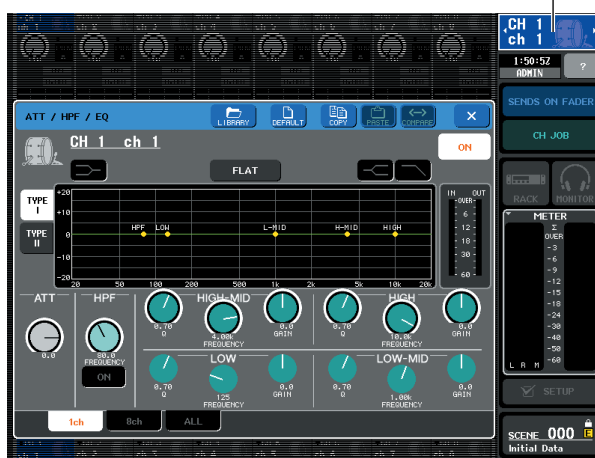 CH 1
ch 1
1:50:52
ADMIN
?
SENDS ON FADER
CH JOB
RACK
MONITOR
METER
Σ
OVER
-3
-6
-9
-12
-15
-18
-24
-30
-40
-50
-60
L R M
SETUP
SCENE 000 E
Initial Data
ATT / HPF / EQ
LIBRARY
DEFAULT
COPY
PASTE
COMPARE
CH 1 ch 1
ON
FLAT
TYPE I
TYPE II
+20
+10
0
-10
-20
HPF LOW L-MID H-MID HIGH
20 50 100 200 500 1k 2k 5k 10k 20k
IN OUT
-OVER-
- 6 -
- 12 -
- 18 -
- 30 -
- 60 -
ATT
HPF
HIGH-MID
HIGH
0.0
80.0
FREQUENCY
ON
0.70
Q
4.00k
FREQUENCY
0.0
GAIN
0.70
Q
10.0k
FREQUENCY
0.0
GAIN
LOW
LOW-MID
0.70
Q
125
FREQUENCY
0.0
GAIN
0.70
Q
1.00k
FREQUENCY
0.0
GAIN
1ch
8ch
ALL